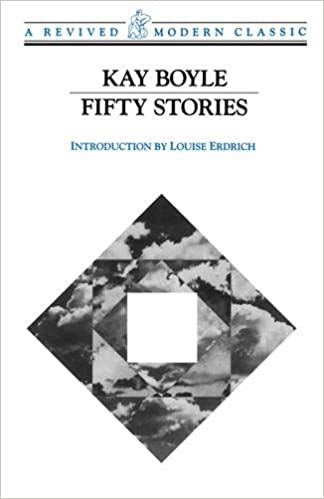 A REVIVED MODERN CLASSIC
KAY BOYLE
FIFTY STORIES
INTRODUCTION BY LOUISE ERDRICH